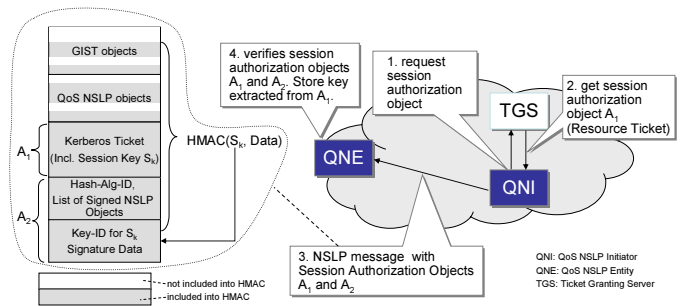 GIST objects
QoS NSLP objects
A1
Kerberos Ticket
(Incl. Session Key Sk)
A2
Hash-Alg-ID,
List of Signed NSLP
Objects
Key-ID for Sk
Signature Data
HMAC(Sk, Data)
not included into HMAC
included into HMAC
4. verifies session
authorization objects
A1 and A2. Store key
extracted from A1.
1. request
session
authorization
object
2. get session
authorization
object A1
(Resource Ticket)
TGS
QNE
QNI
3. NSLP message with
Session Authorization Objects
A1 and A2
QNI: QoS NSLP Initiator
QNE: QoS NSLP Entity
TGS: Ticket Granting Server